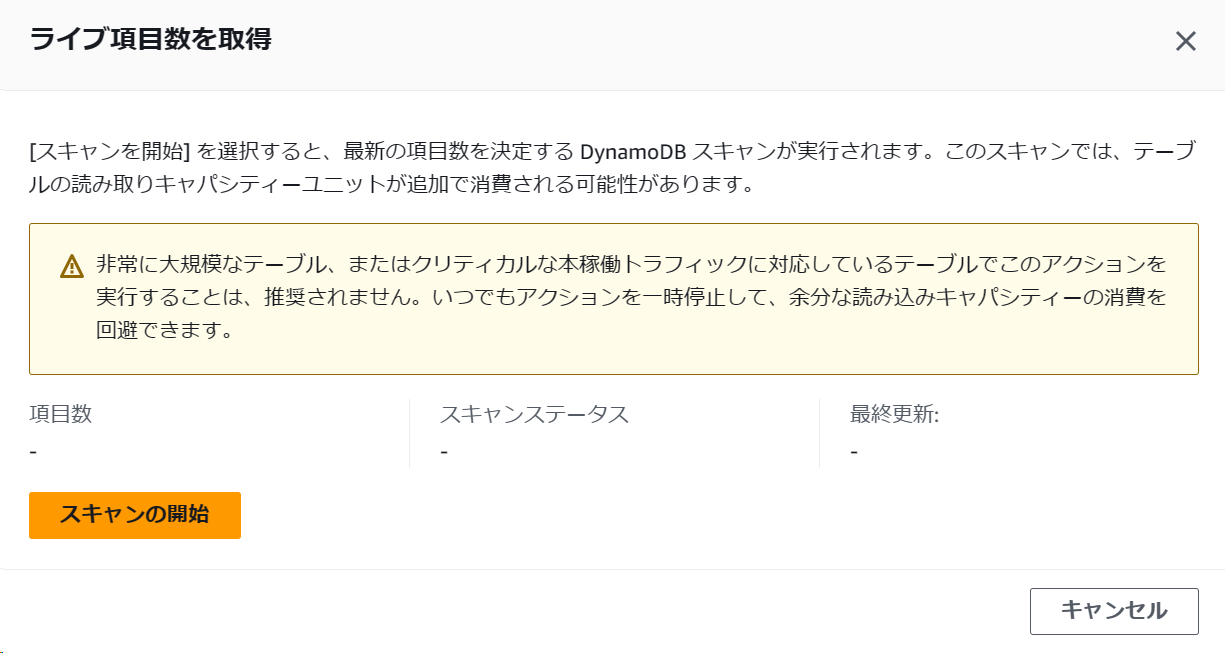 ライブ項目数を取得
[スキャンを開始] を選択すると、最新の項目数を決定する DynamoDB スキャンが実行されます。このスキャンでは、テーブ
ルの読み取りキャパシティーユニットが追加で消費される可能性があります。
非常に大規模なテーブル、またはクリティカルな本稼働トラフィックに対応しているテーブルでこのアクションを
実行することは、推奨されません。いつでもアクションを一時停止して、余分な読み込みキャパシティーの消費を
回避できます。
項目数
-
スキャンステータス
-
最終更新:
-
スキャンの開始
キャンセル